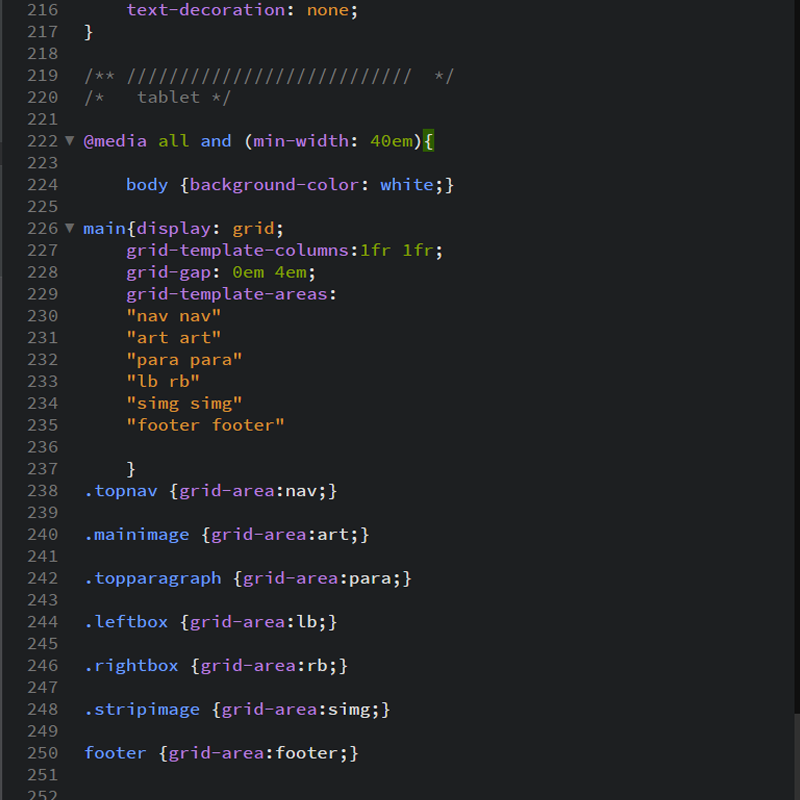 216 text-decoration: none;
217 }
218
219 /** /////////////////////////// */
220 /* tablet */
221
222 ▼ @media all and (min-width: 40em){
223
224 body {background-color: white;}
225
226 ▼ main{display: grid;
227 grid-template-columns:1fr 1fr;
228 grid-gap: 0em 4em;
229 grid-template-areas:
230 "nav nav"
231 "art art"
232 "para para"
233 "lb rb"
234 "simg simg"
235 "footer footer"
236
237 }
238 .topnav {grid-area:nav;}
239
240 .mainimage {grid-area:art;}
241
242 .topparagraph {grid-area:para;}
243
244 .leftbox {grid-area:lb;}
245
246 .rightbox {grid-area:rb;}
247
248 .stripimage {grid-area:simg;}
249
250 footer {grid-area:footer;}
251
252